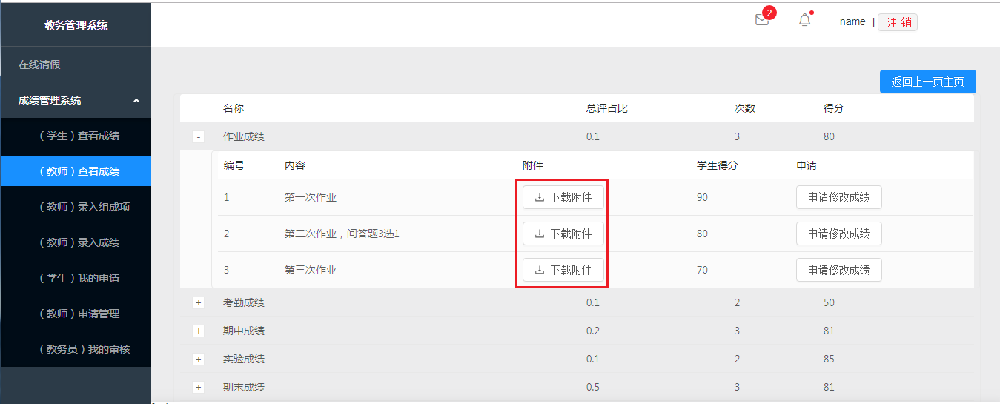 教务管理系统
2
name | 注 销
在线请假
成绩管理系统
（学生）查看成绩
（教师）查看成绩
（教师）录入组成项
（教师）录入成绩
（学生）我的申请
（教师）申请管理
（教务员）我的审核
返回上一页主页
名称 总评占比 次数 得分
- 作业成绩 0.1 3 80
编号 内容 附件 学生得分 申请
1 第一次作业 下载附件 90 申请修改成绩
2 第二次作业，问答题3选1 下载附件 80 申请修改成绩
3 第三次作业 下载附件 70 申请修改成绩
+ 考勤成绩 0.1 2 50
+ 期中成绩 0.2 3 81
+ 实验成绩 0.1 2 85
+ 期末成绩 0.5 3 81